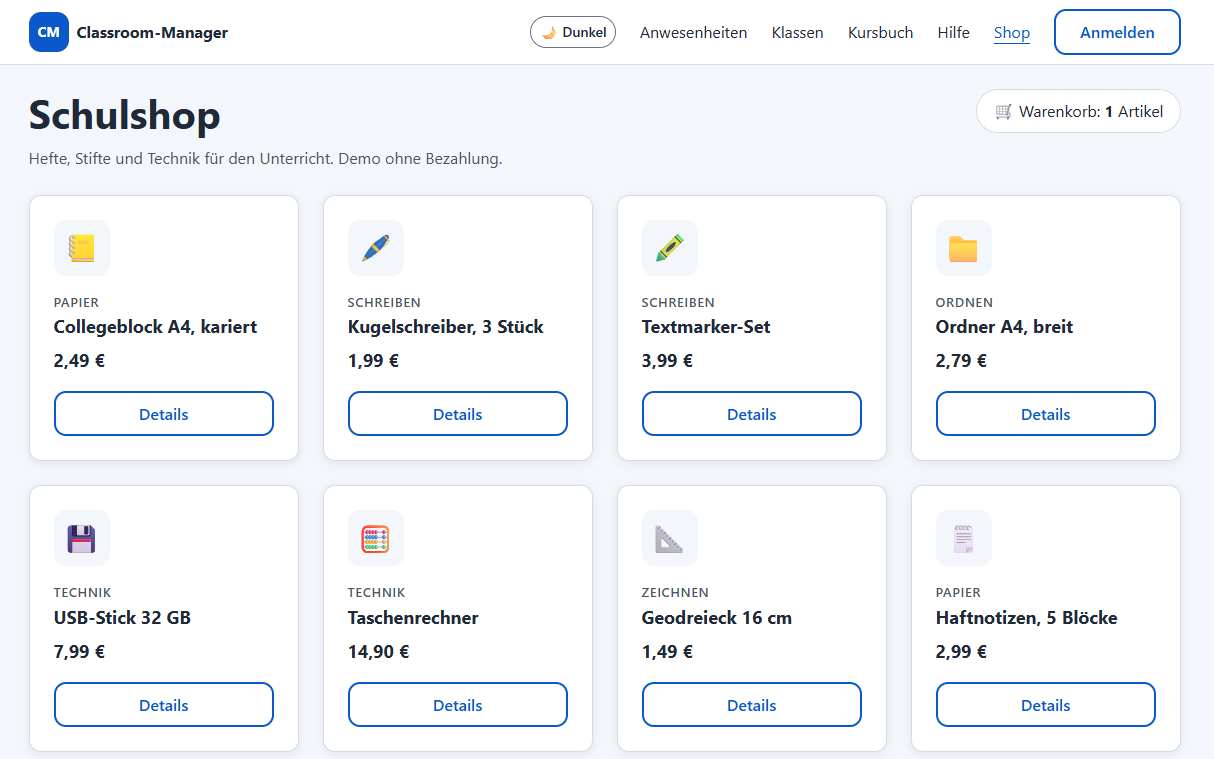 CM Classroom-Manager
🌙 Dunkel Anwesenheiten Klassen Kursbuch Hilfe Shop Anmelden
Schulshop
🛒 Warenkorb: 1 Artikel
Hefte, Stifte und Technik für den Unterricht. Demo ohne Bezahlung.
PAPIER
Collegeblock A4, kariert
2,49 €
Details
SCHREIBEN
Kugelschreiber, 3 Stück
1,99 €
Details
SCHREIBEN
Textmarker-Set
3,99 €
Details
ORDNEN
Ordner A4, breit
2,79 €
Details
TECHNIK
USB-Stick 32 GB
7,99 €
Details
TECHNIK
Taschenrechner
14,90 €
Details
ZEICHNEN
Geodreieck 16 cm
1,49 €
Details
PAPIER
Haftnotizen, 5 Blöcke
2,99 €
Details